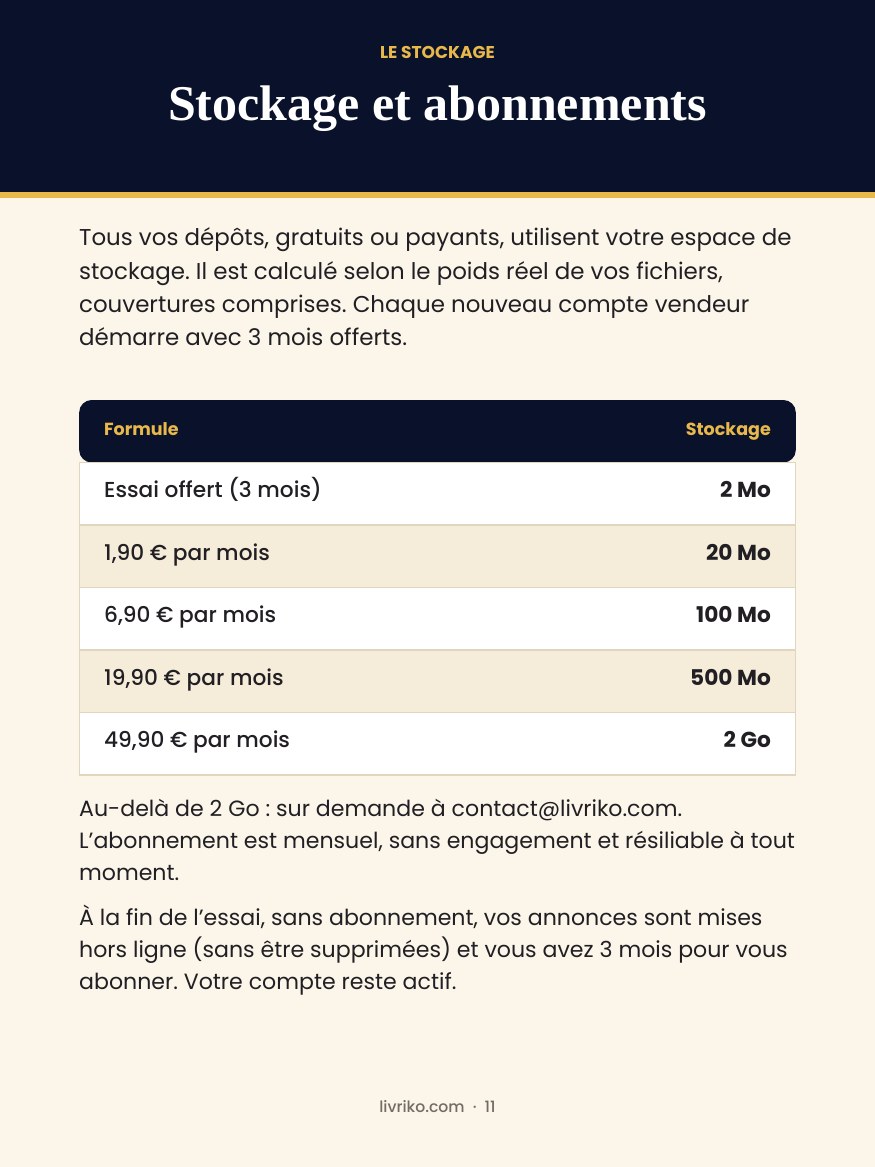 LE STOCKAGE
Stockage et abonnements
Tous vos dépôts, gratuits ou payants, utilisent votre espace de
stockage. Il est calculé selon le poids réel de vos fichiers,
couvertures comprises. Chaque nouveau compte vendeur
démarre avec 3 mois offerts.
Formule Stockage
Essai offert (3 mois) 2 Mo
1,90 € par mois 20 Mo
6,90 € par mois 100 Mo
19,90 € par mois 500 Mo
49,90 € par mois 2 Go
Au-delà de 2 Go : sur demande à contact@livriko.com.
L’abonnement est mensuel, sans engagement et résiliable à tout
moment.
À la fin de l’essai, sans abonnement, vos annonces sont mises
hors ligne (sans être supprimées) et vous avez 3 mois pour vous
abonner. Votre compte reste actif.
livriko.com · 11